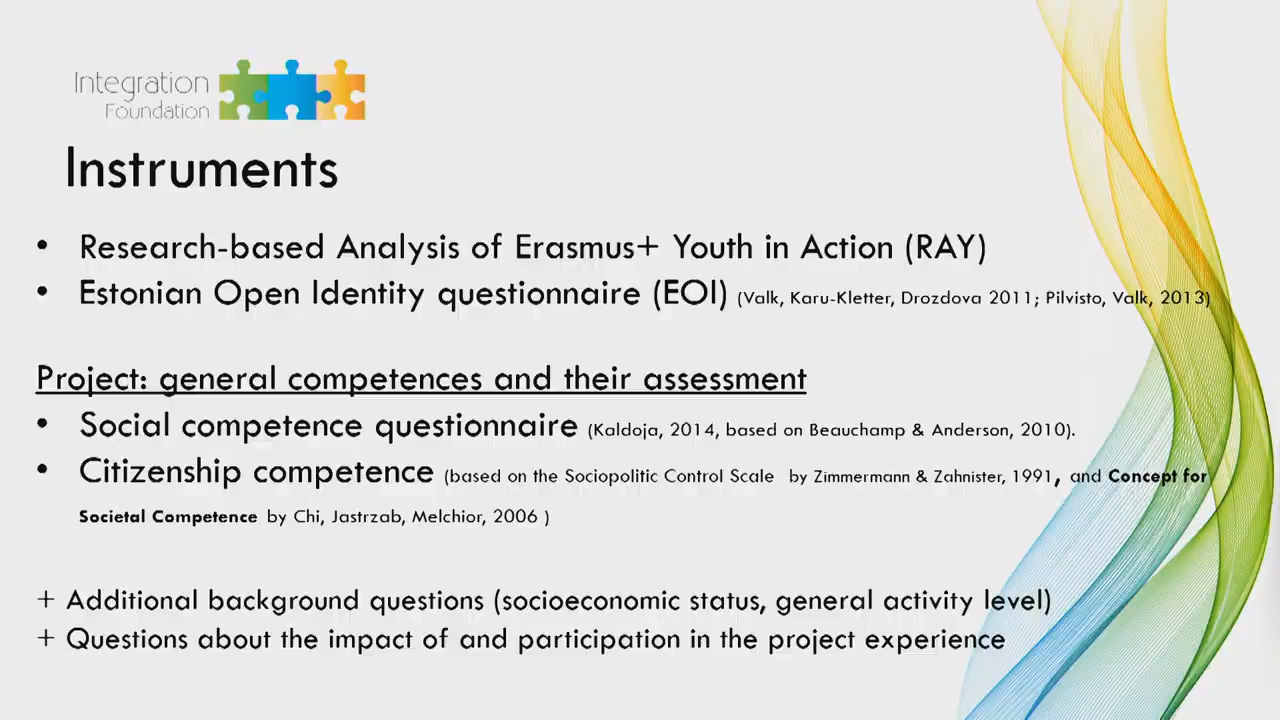 Integration
Foundation
Instruments
• Research-based Analysis of Erasmus+ Youth in Action (RAY)
• Estonian Open Identity questionnaire (EOI) (Valk, Karu-Kletter, Drozdova 2011; Pilvisto, Valk, 2013)
Project: general competences and their assessment
• Social competence questionnaire (Kaldoja, 2014, based on Beauchamp & Anderson, 2010).
• Citizenship competence (based on the Sociopolitic Control Scale by Zimmermann & Zahnister, 1991, and Concept for
Societal Competence by Chi, Jastrzab, Melchior, 2006 )
+ Additional background questions (socioeconomic status, general activity level)
+ Questions about the impact of and participation in the project experience